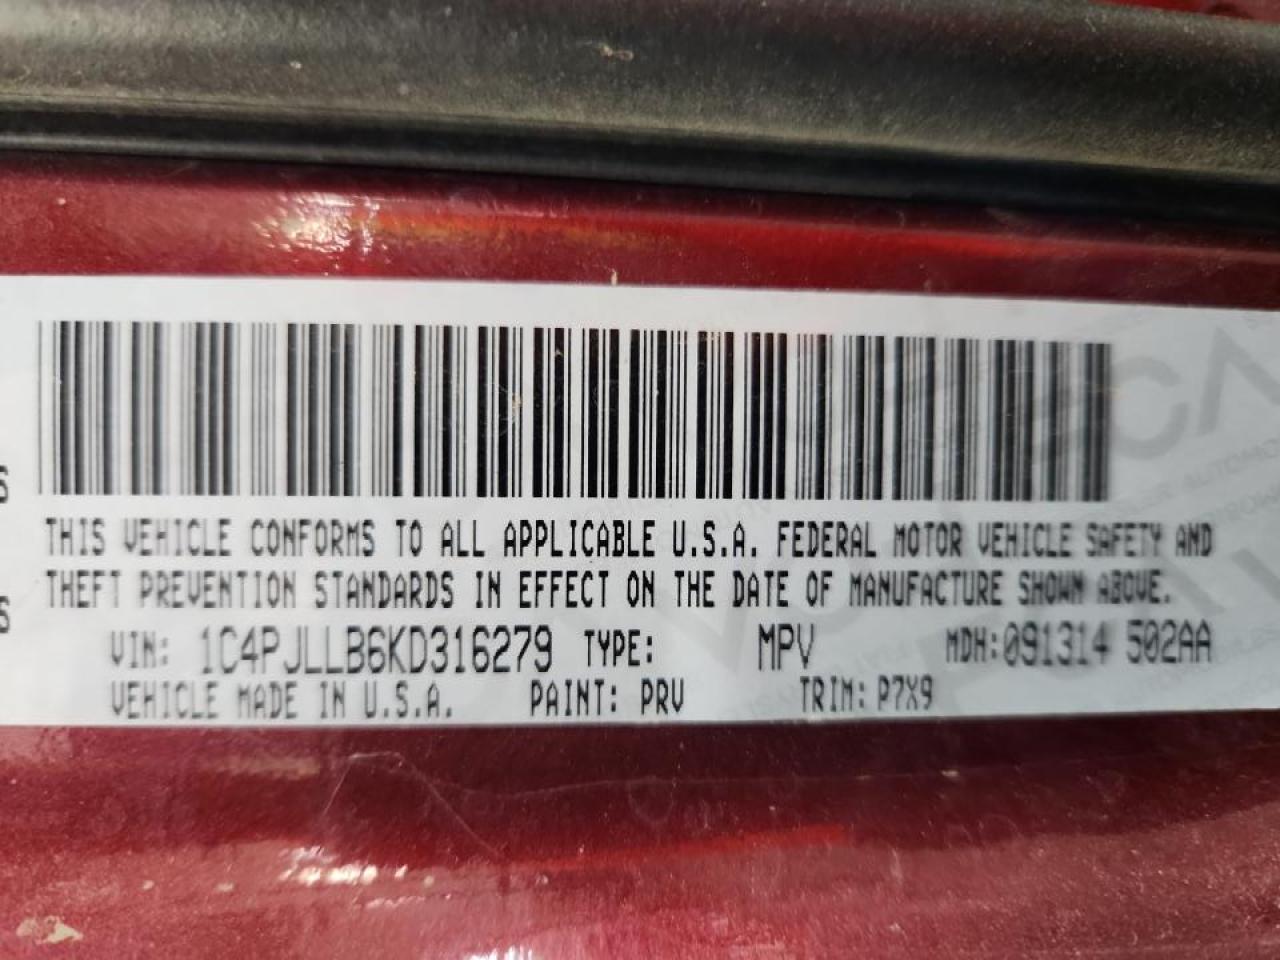 THIS VEHICLE CONFORMS TO ALL APPLICABLE U.S.A. FEDERAL MOTOR VEHICLE SAFETY AND
THEFT PREVENTION STANDARDS IN EFFECT ON THE DATE OF MANUFACTURE SHOWN ABOVE.
VIN: 1C4PJLLB6KD316279 TYPE: MPV MDH:091314 502AA
VEHICLE MADE IN U.S.A. PAINT: PRV TRIM: P7X9